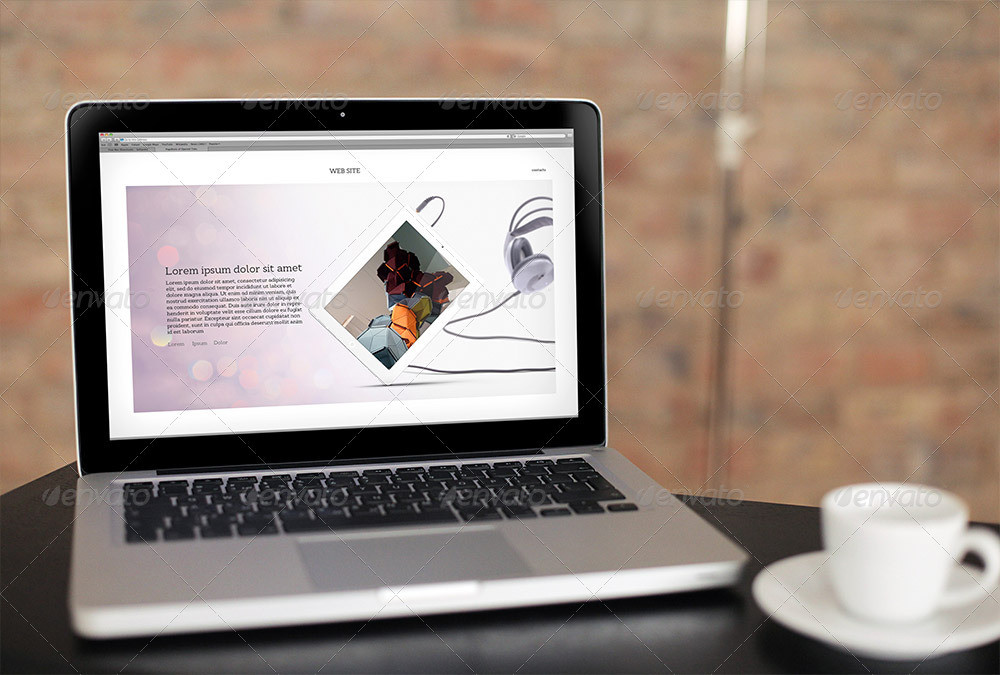 envato envato envato envato envato
WEB SITE contacts
Lorem ipsum dolor sit amet
Lorem ipsum dolor sit amet, consectetur adipisicing
elit, sed do eiusmod tempor incididunt ut labore et
dolore magna aliqua. Ut enim ad minim veniam, quis
nostrud exercitation ullamco laboris nisi ut aliquip ex
ea commodo consequat. Duis aute irure dolor in repre-
henderit in voluptate velit esse cillum dolore eu fugiat
nulla pariatur. Excepteur sint occaecat cupidatat non
proident, sunt in culpa qui officia deserunt mollit anim
id est laborum
Lorem Ipsum Dolor
envato envato envato envato envato
envato envato envato envato envato